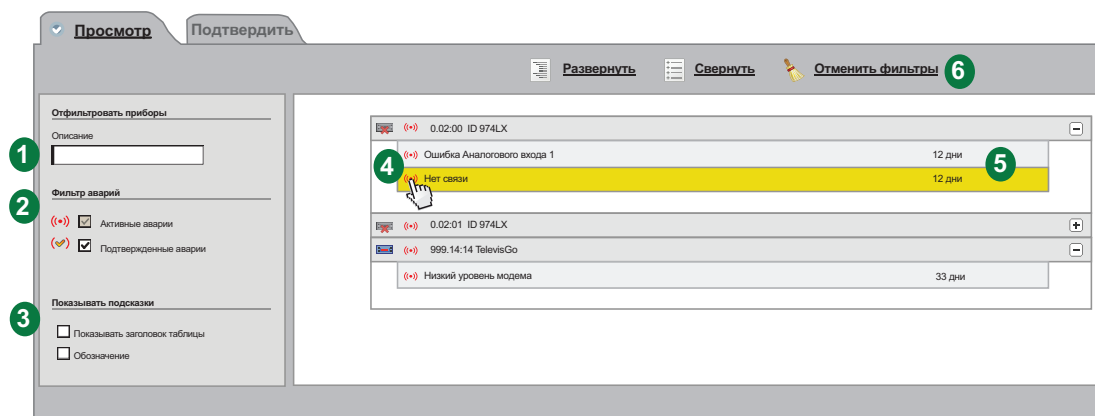 Просмотр Подтвердить
Развернуть Свернуть Отменить фильтры 6
Отфильтровать приборы
Описание
1
Фильтр аварий
2
Активные аварии
Подтвержденные аварии
Показывать подсказки
3
Показывать заголовок таблицы
Обозначение
0.02:00 ID 974LX
4 Ошибка Аналогового входа 1 12 дни 5
Нет связи 12 дни
0.02:01 ID 974LX
999.14:14 TelevisGo
Низкий уровень модема 33 дни